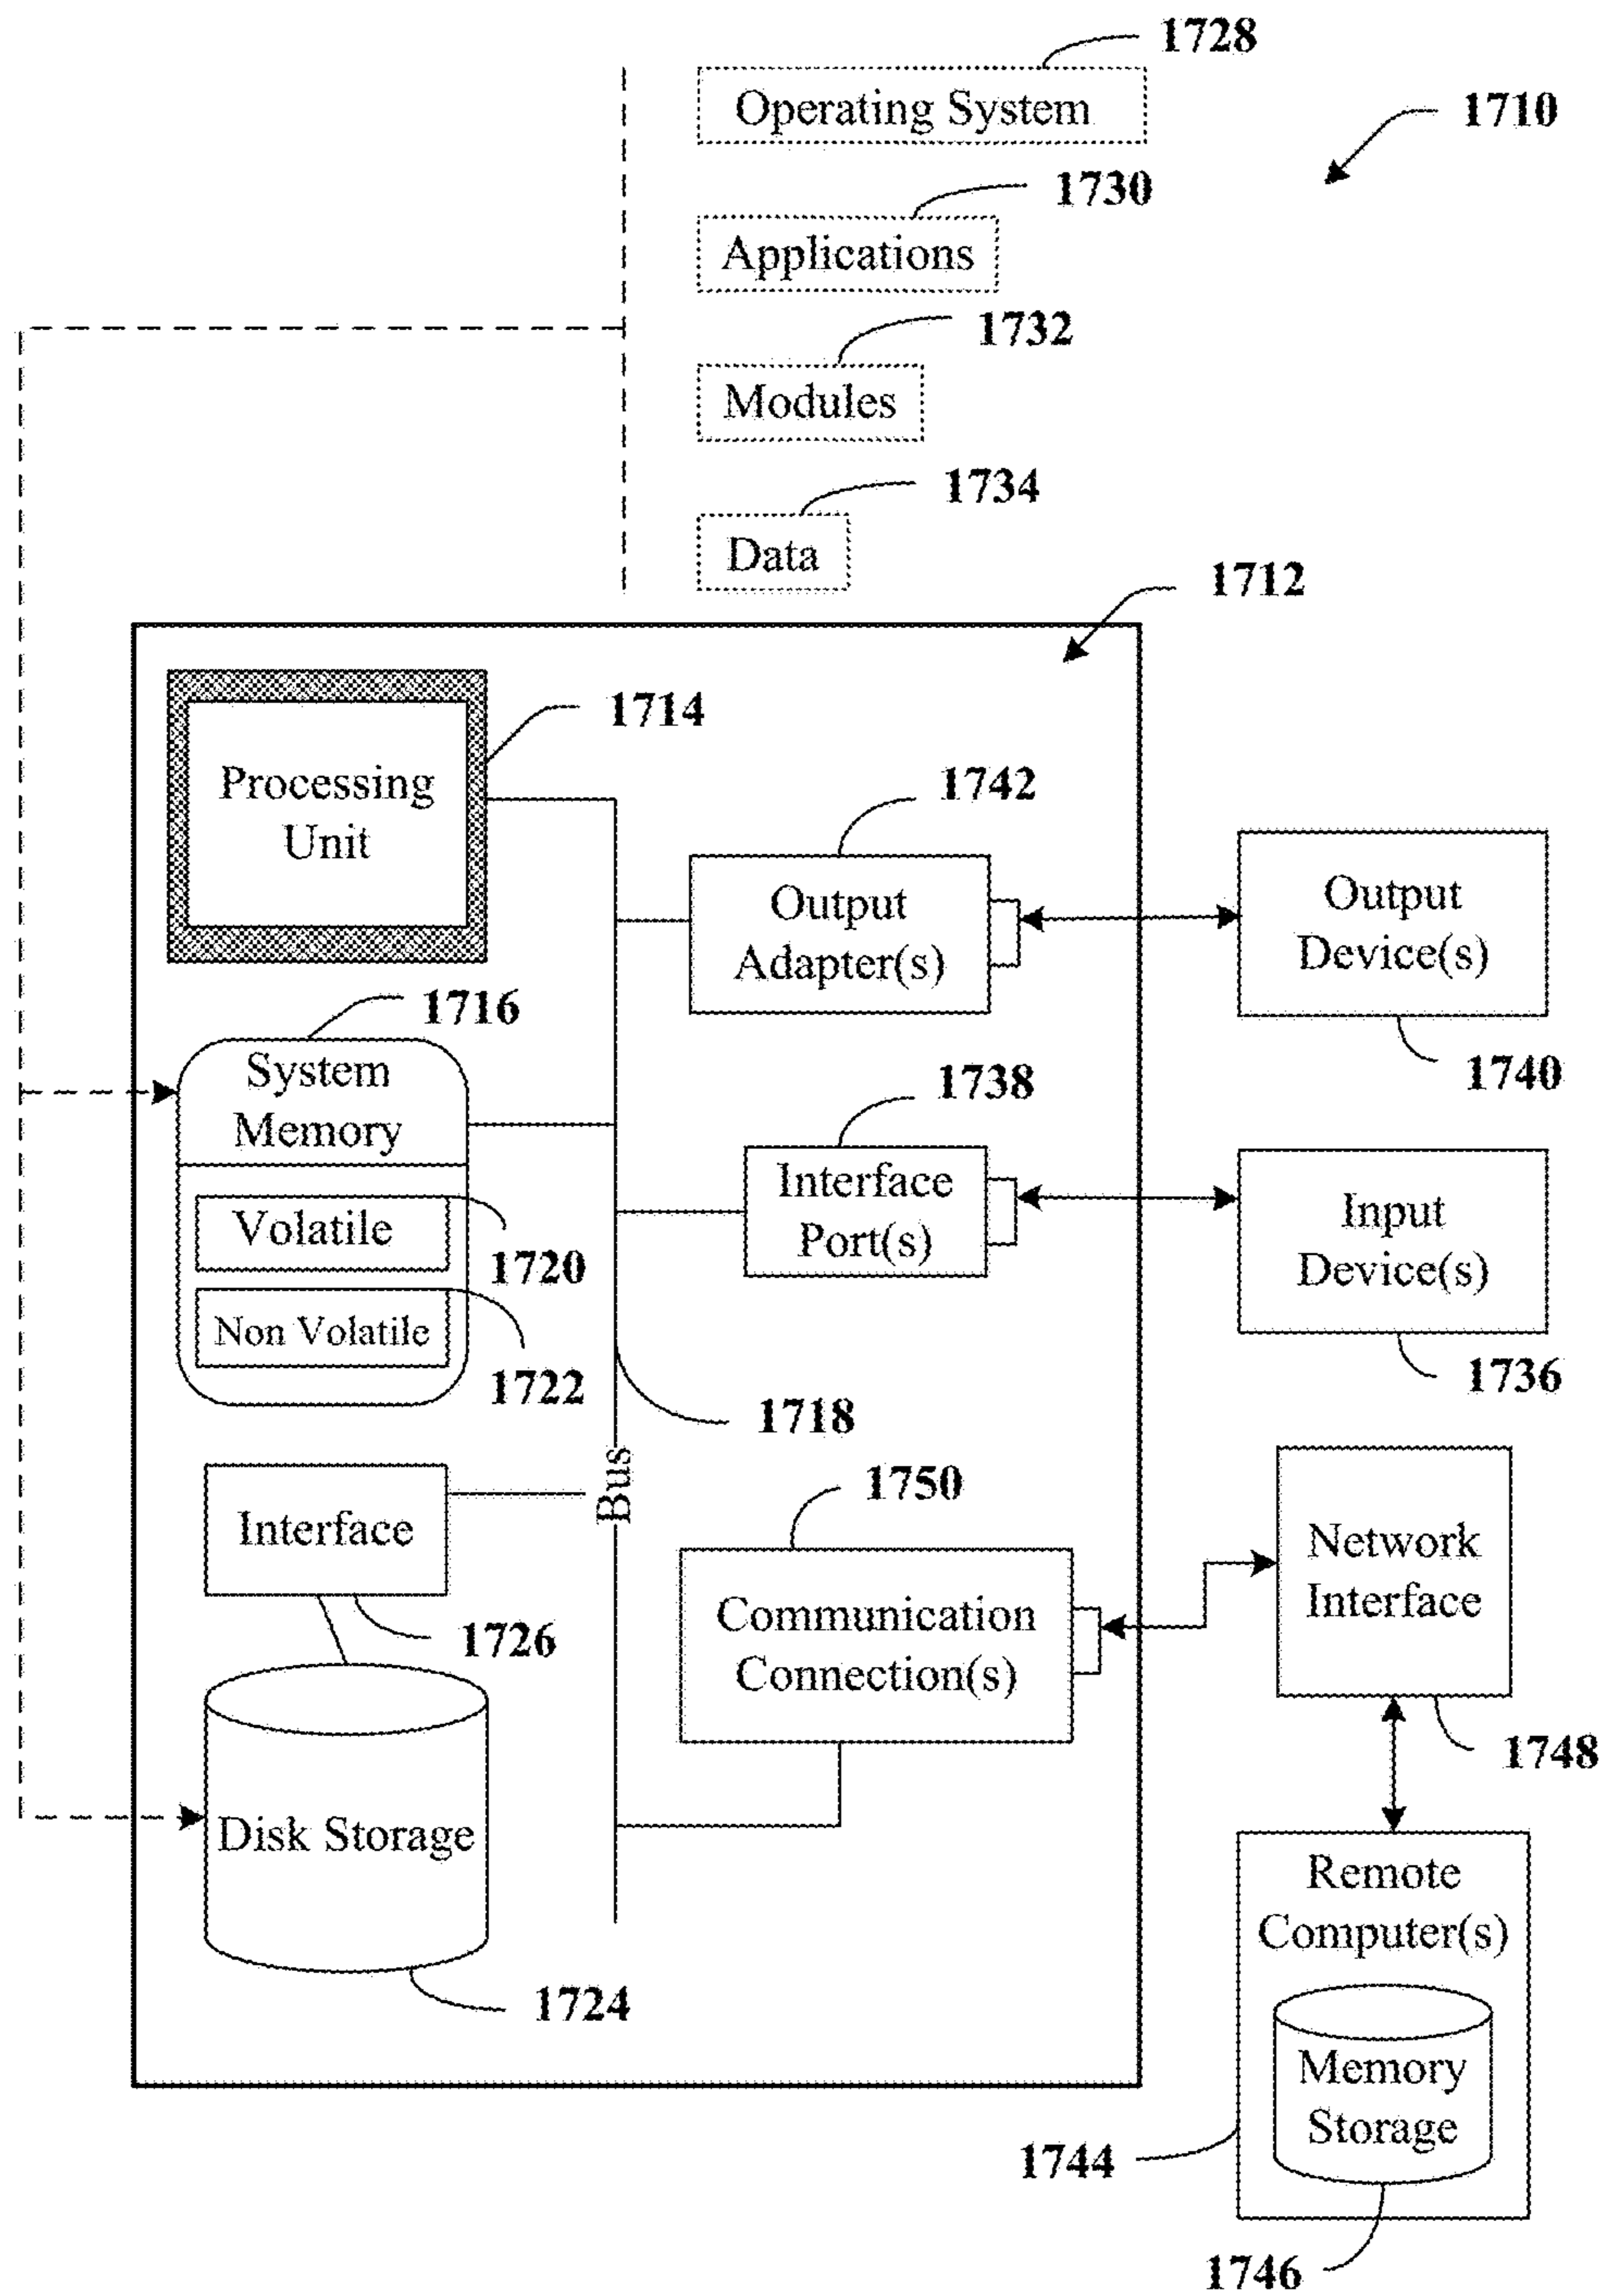 1728
Operating System
1710
1730
Applications
1732
Modules
1734
Data
1712
1714
Processing
Unit
1742
Output
Adapter(s)
Output
Device(s)
1740
1716
System
Memory
1738
Interface
Port(s)
Input
Device(s)
1736
Volatile
1720
Non Volatile
1722
1718
Bus
1750
Interface
1726
Communication
Connection(s)
Network
Interface
1748
Disk Storage
1724
Remote
Computer(s)
Memory
Storage
1744
1746